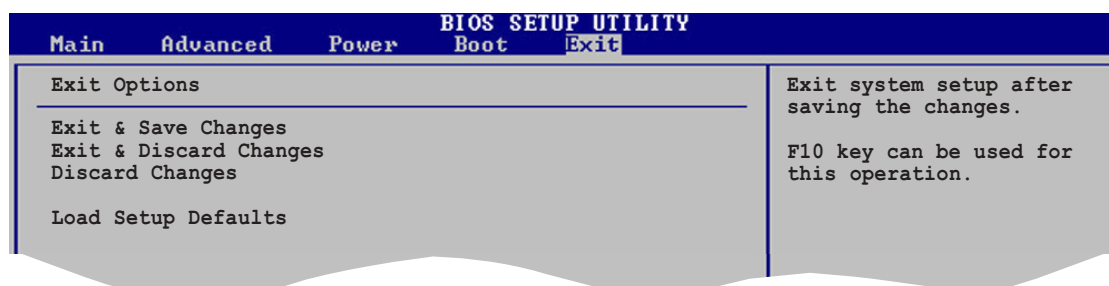 BIOS SETUP UTILITY
Main Advanced Power Boot Exit
Exit Options
Exit & Save Changes
Exit & Discard Changes
Discard Changes
Load Setup Defaults
Exit system setup after
saving the changes.
F10 key can be used for
this operation.